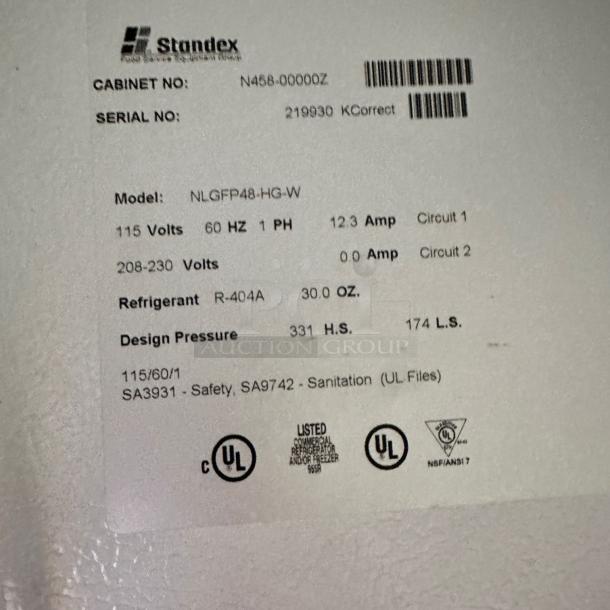 Standex
Food Service Equipment Group
CABINET NO: N458-00000Z
SERIAL NO: 219930 KCorrect
Model: NLGFP48-HG-W
115 Volts 60 HZ 1 PH 12.3 Amp Circuit 1
208-230 Volts 0.0 Amp Circuit 2
Refrigerant R-404A 30.0 OZ.
Design Pressure 331 H.S. 174 L.S.
AUCTION GROUP
115/60/1
SA3931 - Safety, SA9742 - Sanitation (UL Files)
C UL
LISTED
COMMERCIAL
REFRIGERATOR
AND/OR FREEZER
UL
UL
NSF/ANSI 7